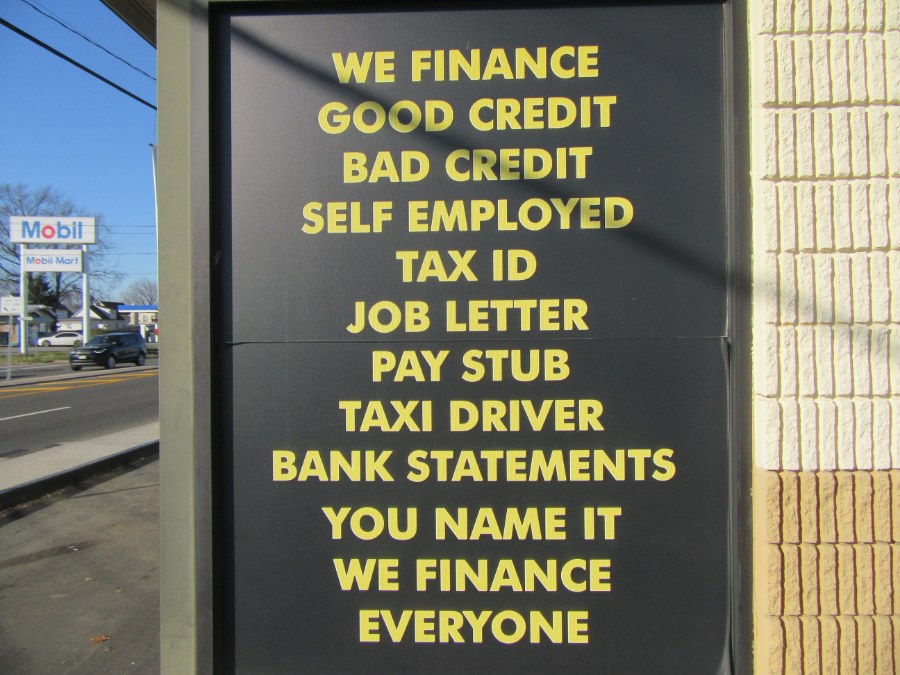 WE FINANCE
GOOD CREDIT
BAD CREDIT
SELF EMPLOYED
TAX ID
JOB LETTER
PAY STUB
TAXI DRIVER
BANK STATEMENTS
YOU NAME IT
WE FINANCE
EVERYONE
Mobil
Mobil Mart